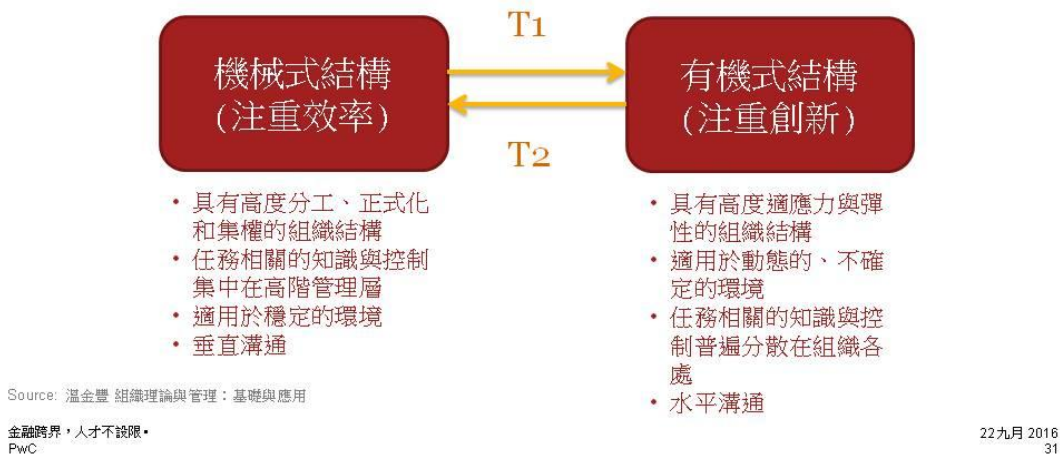 T1
機械式結構
(注重效率)
有機式結構
(注重創新)
T2
• 具有高度分工、正式化
和集權的組織結構
• 任務相關的知識與控制
集中在高階管理層
• 適用於穩定的環境
• 垂直溝通
• 具有高度適應力與彈
性的組織結構
• 適用於動態的、不確
定的環境
• 任務相關的知識與控
制普遍分散在組織各
處
• 水平溝通
Source: 溫金豐 組織理論與管理：基礎與應用
金融跨界，人才不設限•
PwC
22九月 2016
31